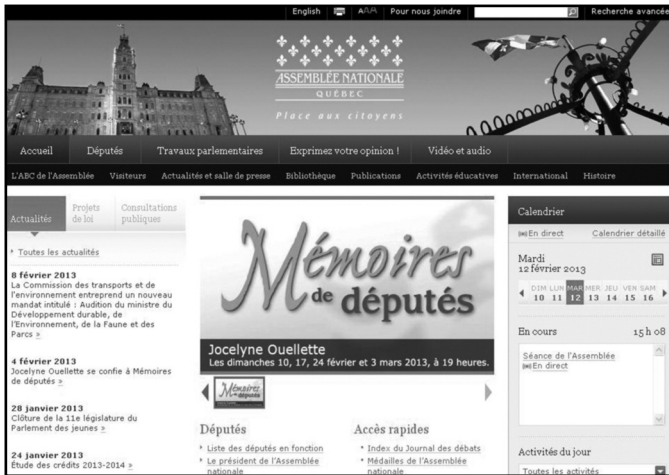 English
AAA
Pour nous joindre
Recherche avancée
ASSEMBLÉE NATIONALE
QUÉBEC
Place aux citoyens
Accueil
Députés
Travaux parlementaires
Exprimez votre opinion !
Vidéo et audio
L'ABC de l'Assemblée
Visiteurs
Actualités et salle de presse
Bibliothèque
Publications
Activités éducatives
International
Histoire
Actualités
Projets
de loi
Consultations
publiques
Toutes les actualités
8 février 2013
La Commission des transports et de
l'environnement entreprend un nouveau
mandat intitulé : Audition du ministre du
Développement durable, de
l'Environnement, de la Faune et des
Parcs »
4 février 2013
Jocelyne Ouellette se confie à Mémoires
de députés »
28 janvier 2013
Clôture de la 11e législature du
Parlement des jeunes »
24 janvier 2013
Étude des crédits 2013-2014 »
Mémoires
de députés
Jocelyne Ouellette
Les dimanches 10, 17, 24 février et 3 mars 2013, à 19 heures.
Mémoires
de députés
Députés
Liste des députés en fonction
Le président de l'Assemblée
nationale
Accès rapides
Index du Journal des débats
Médailles de l'Assemblée
nationale
Calendrier
En direct
Calendrier détaillé
Mardi
12 février 2013
DIM LUN MAR MER JEU VEN SAM
10 11 12 13 14 15 16
En cours
15 h 08
Séance de l'Assemblée
En direct
Activités du jour
Toutes les activités